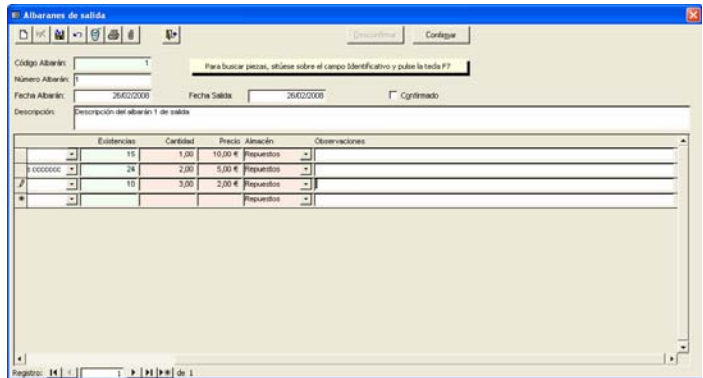 Albaranes de salida
Desconfirmar Confirmar
Código Albarán: 1
Para buscar piezas, sitúese sobre el campo Identificativo y pulse la tecla F7
Número Albarán: 1
Fecha Albarán: 26/02/2008 Fecha Salida: 26/02/2008 Confirmado
Descripción: Descripción del albarán 1 de salida
Existencias Cantidad Precio Almacén Observaciones
15 1,00 10,00 € Repuestos
s ccccccc 24 2,00 5,00 € Repuestos
10 3,00 2,00 € Repuestos
Repuestos
Registro: 1 de 1